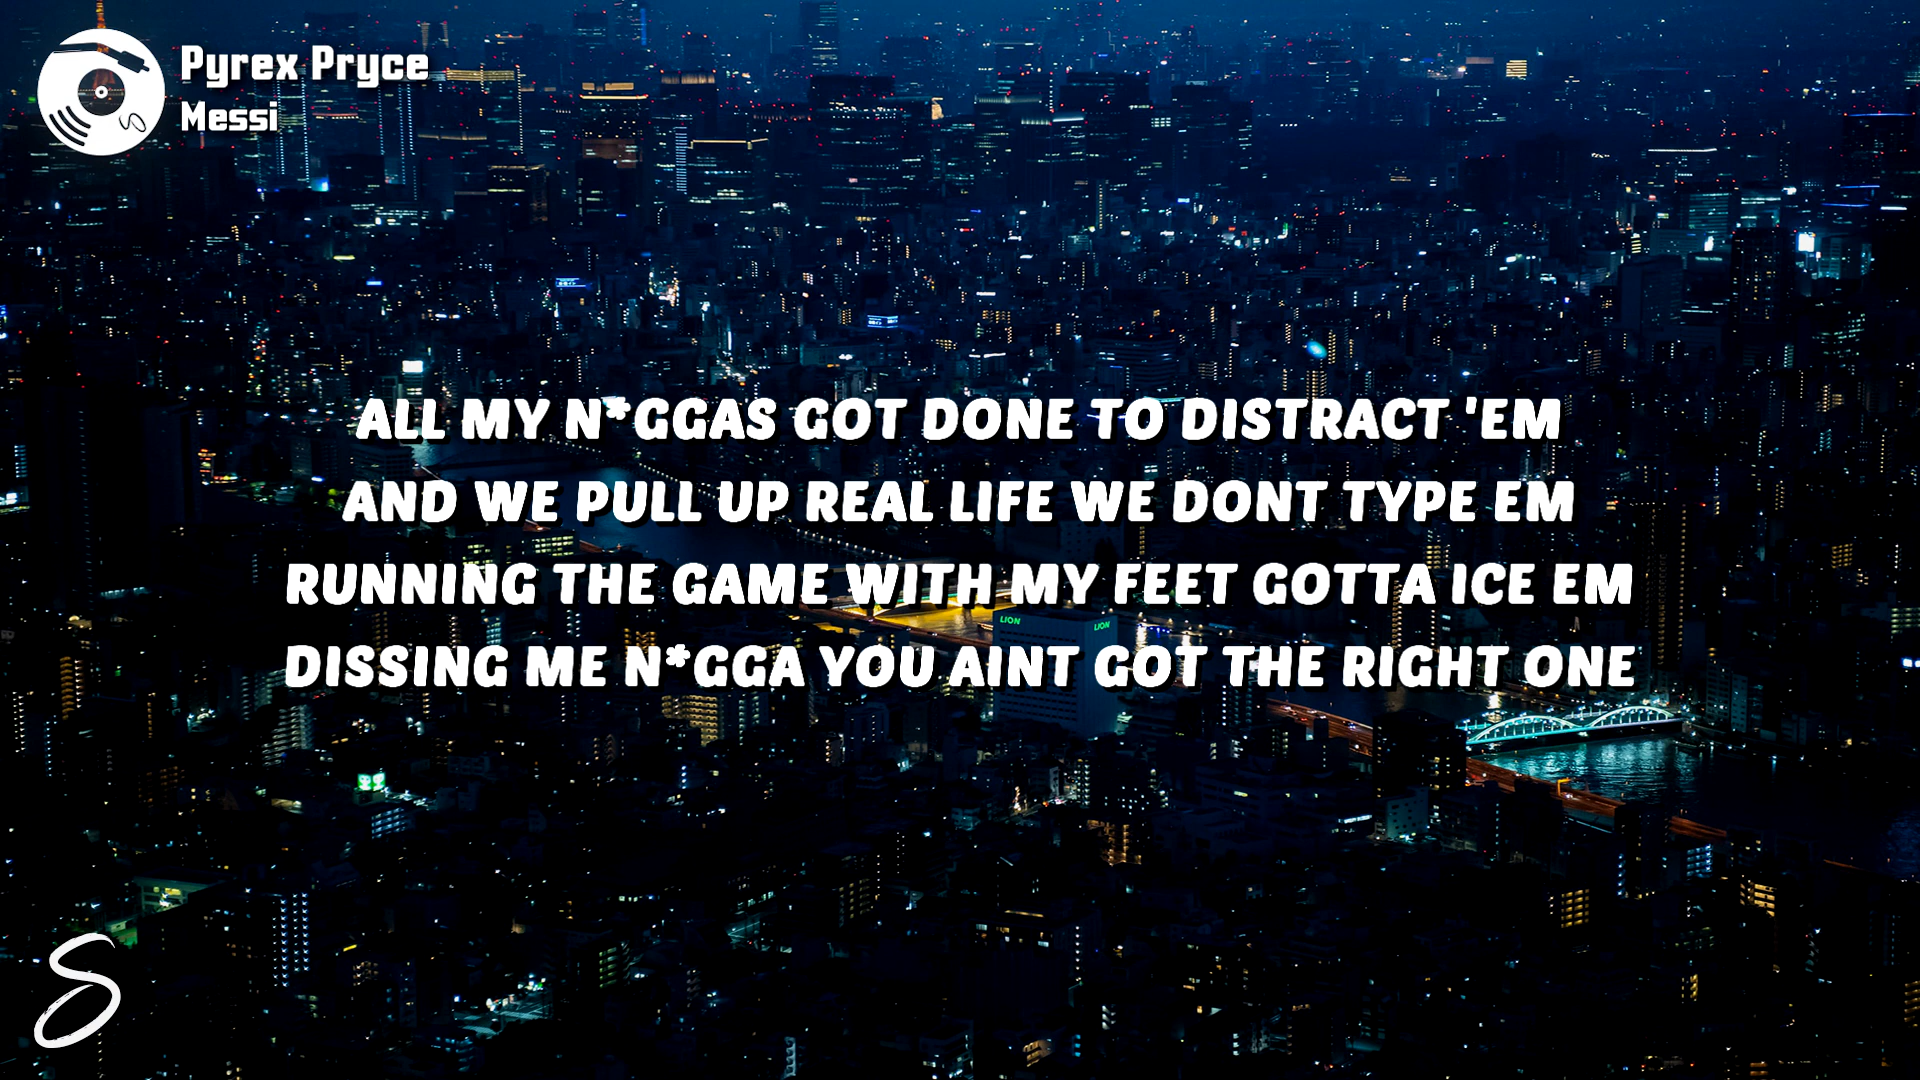 Pyrex Pryce
Messi
ALL MY N*GGAS GOT DONE TO DISTRACT 'EM
AND WE PULL UP REAL LIFE WE DONT TYPE EM
RUNNING THE GAME WITH MY FEET GOTTA ICE EM
LION LION
DISSING ME N*GGA YOU AINT GOT THE RIGHT ONE
S